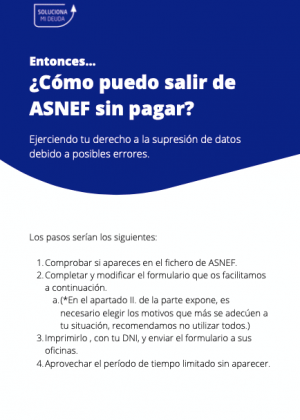 SOLUCIONA
MI DEUDA
Entonces...
¿Cómo puedo salir de
ASNEF sin pagar?
Ejerciendo tu derecho a la supresión de datos
debido a posibles errores.
Los pasos serían los siguientes:
1. Comprobar si apareces en el fichero de ASNEF.
2. Completar y modificar el formulario que os facilitamos
a continuación.
a. (*En el apartado II. de la parte expone, es
necesario elegir los motivos que más se adecúen a
tu situación, recomendamos no utilizar todos.)
3. Imprimirlo , con tu DNI, y enviar el formulario a sus
oficinas.
4. Aprovechar el período de tiempo limitado sin aparecer.